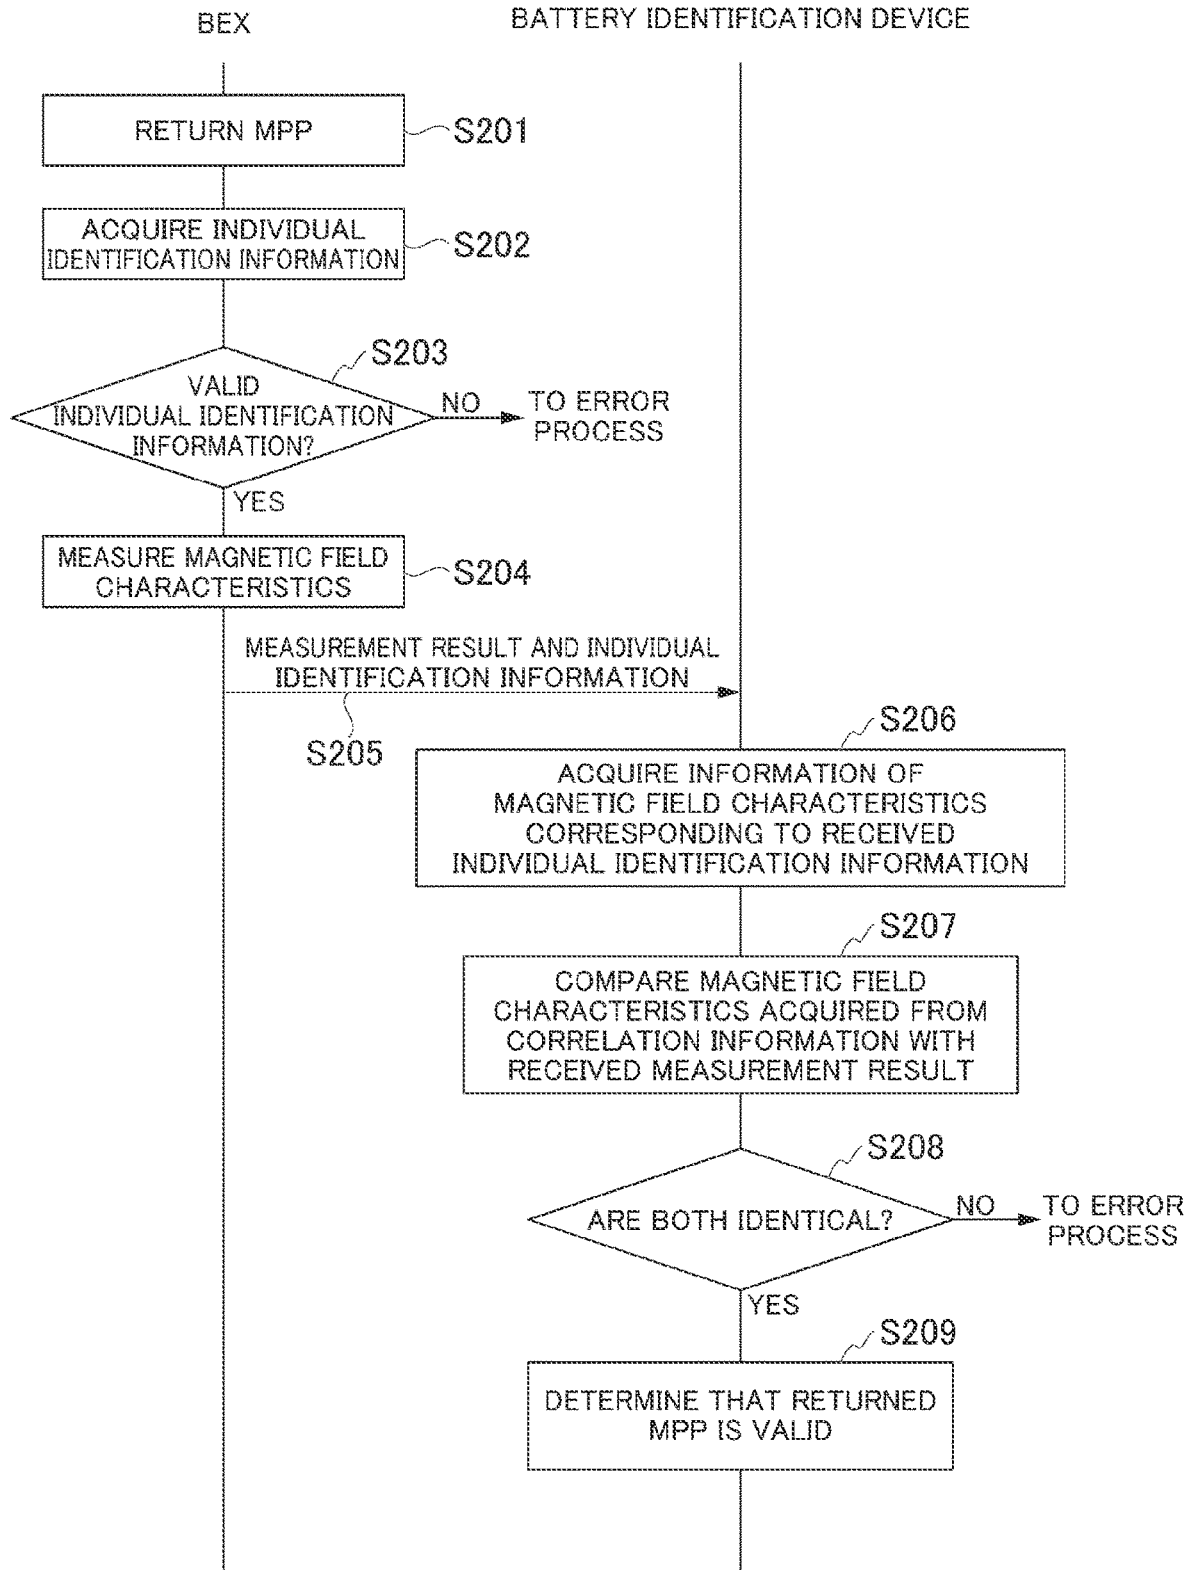 BEX
BATTERY IDENTIFICATION DEVICE
RETURN MPP
S201
ACQUIRE INDIVIDUAL
IDENTIFICATION INFORMATION
S202
S203
VALID
INDIVIDUAL IDENTIFICATION
INFORMATION?
NO
TO ERROR
PROCESS
YES
MEASURE MAGNETIC FIELD
CHARACTERISTICS
S204
MEASUREMENT RESULT AND INDIVIDUAL
IDENTIFICATION INFORMATION
S205
S206
ACQUIRE INFORMATION OF
MAGNETIC FIELD CHARACTERISTICS
CORRESPONDING TO RECEIVED
INDIVIDUAL IDENTIFICATION INFORMATION
S207
COMPARE MAGNETIC FIELD
CHARACTERISTICS ACQUIRED FROM
CORRELATION INFORMATION WITH
RECEIVED MEASUREMENT RESULT
S208
ARE BOTH IDENTICAL?
NO
TO ERROR
PROCESS
YES
S209
DETERMINE THAT RETURNED
MPP IS VALID